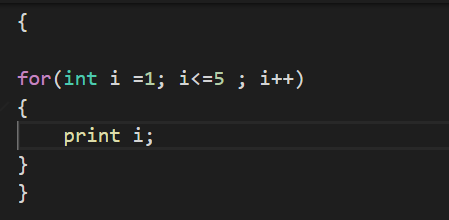 {
for(int i =1; i<=5 ; i++)
{
    print i;
}
}